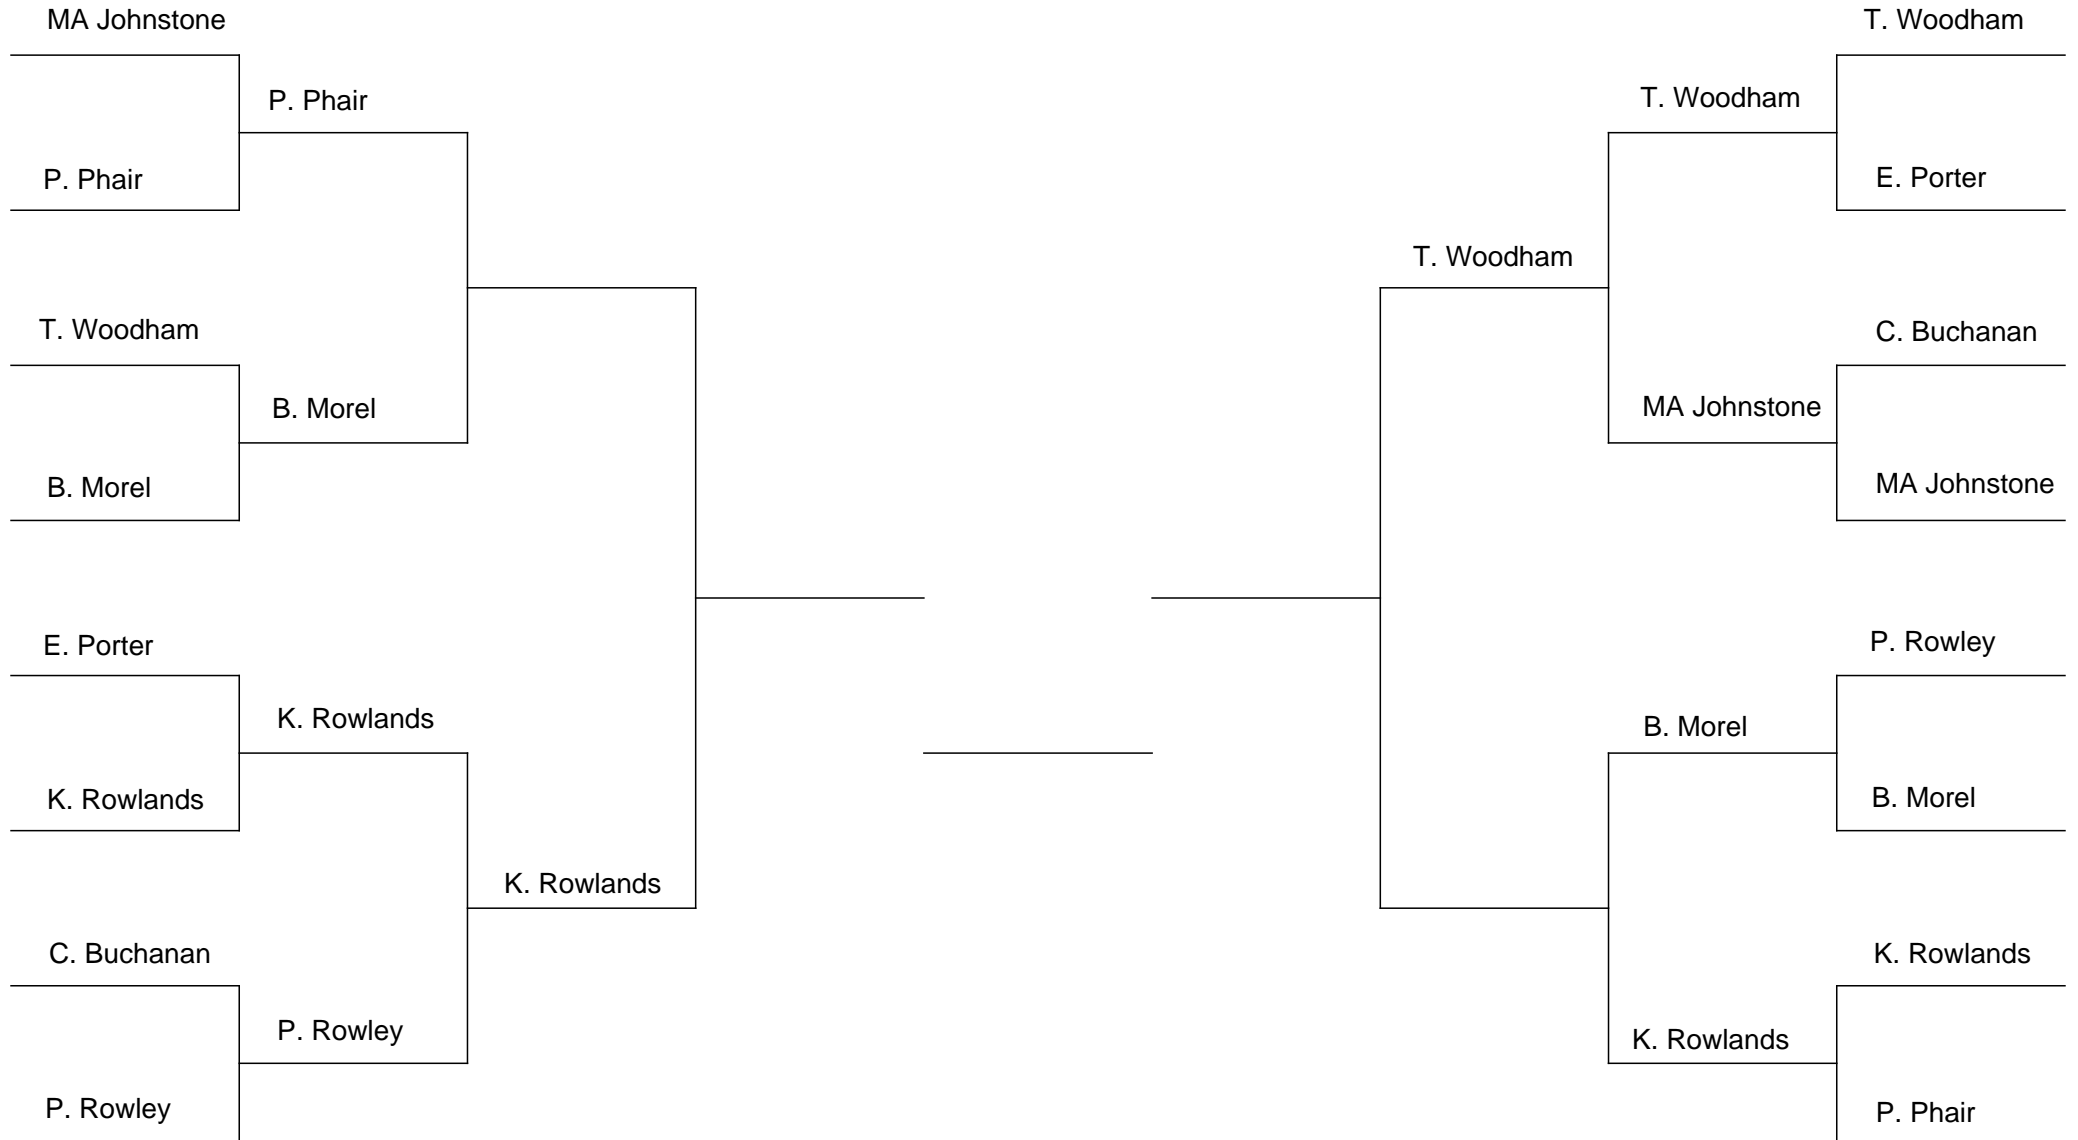 MA Johnstone
P. Phair
P. Phair
T. Woodham
B. Morel
B. Morel
E. Porter
K. Rowlands
K. Rowlands
K. Rowlands
C. Buchanan
P. Rowley
P. Rowley
T. Woodham
T. Woodham
E. Porter
T. Woodham
C. Buchanan
MA Johnstone
MA Johnstone
P. Rowley
B. Morel
B. Morel
K. Rowlands
K. Rowlands
P. Phair